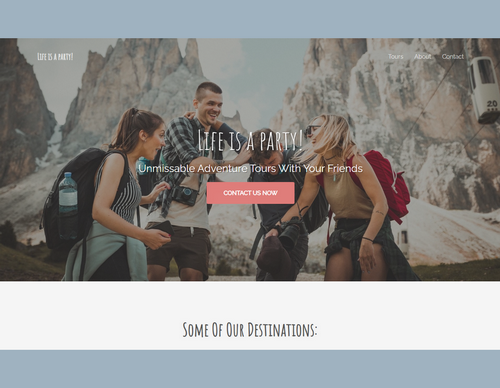 Life is a party!
Tours About Contact
20
Life is a party!
Unmissable Adventure Tours With Your Friends
CONTACT US NOW
Some Of Our Destinations: